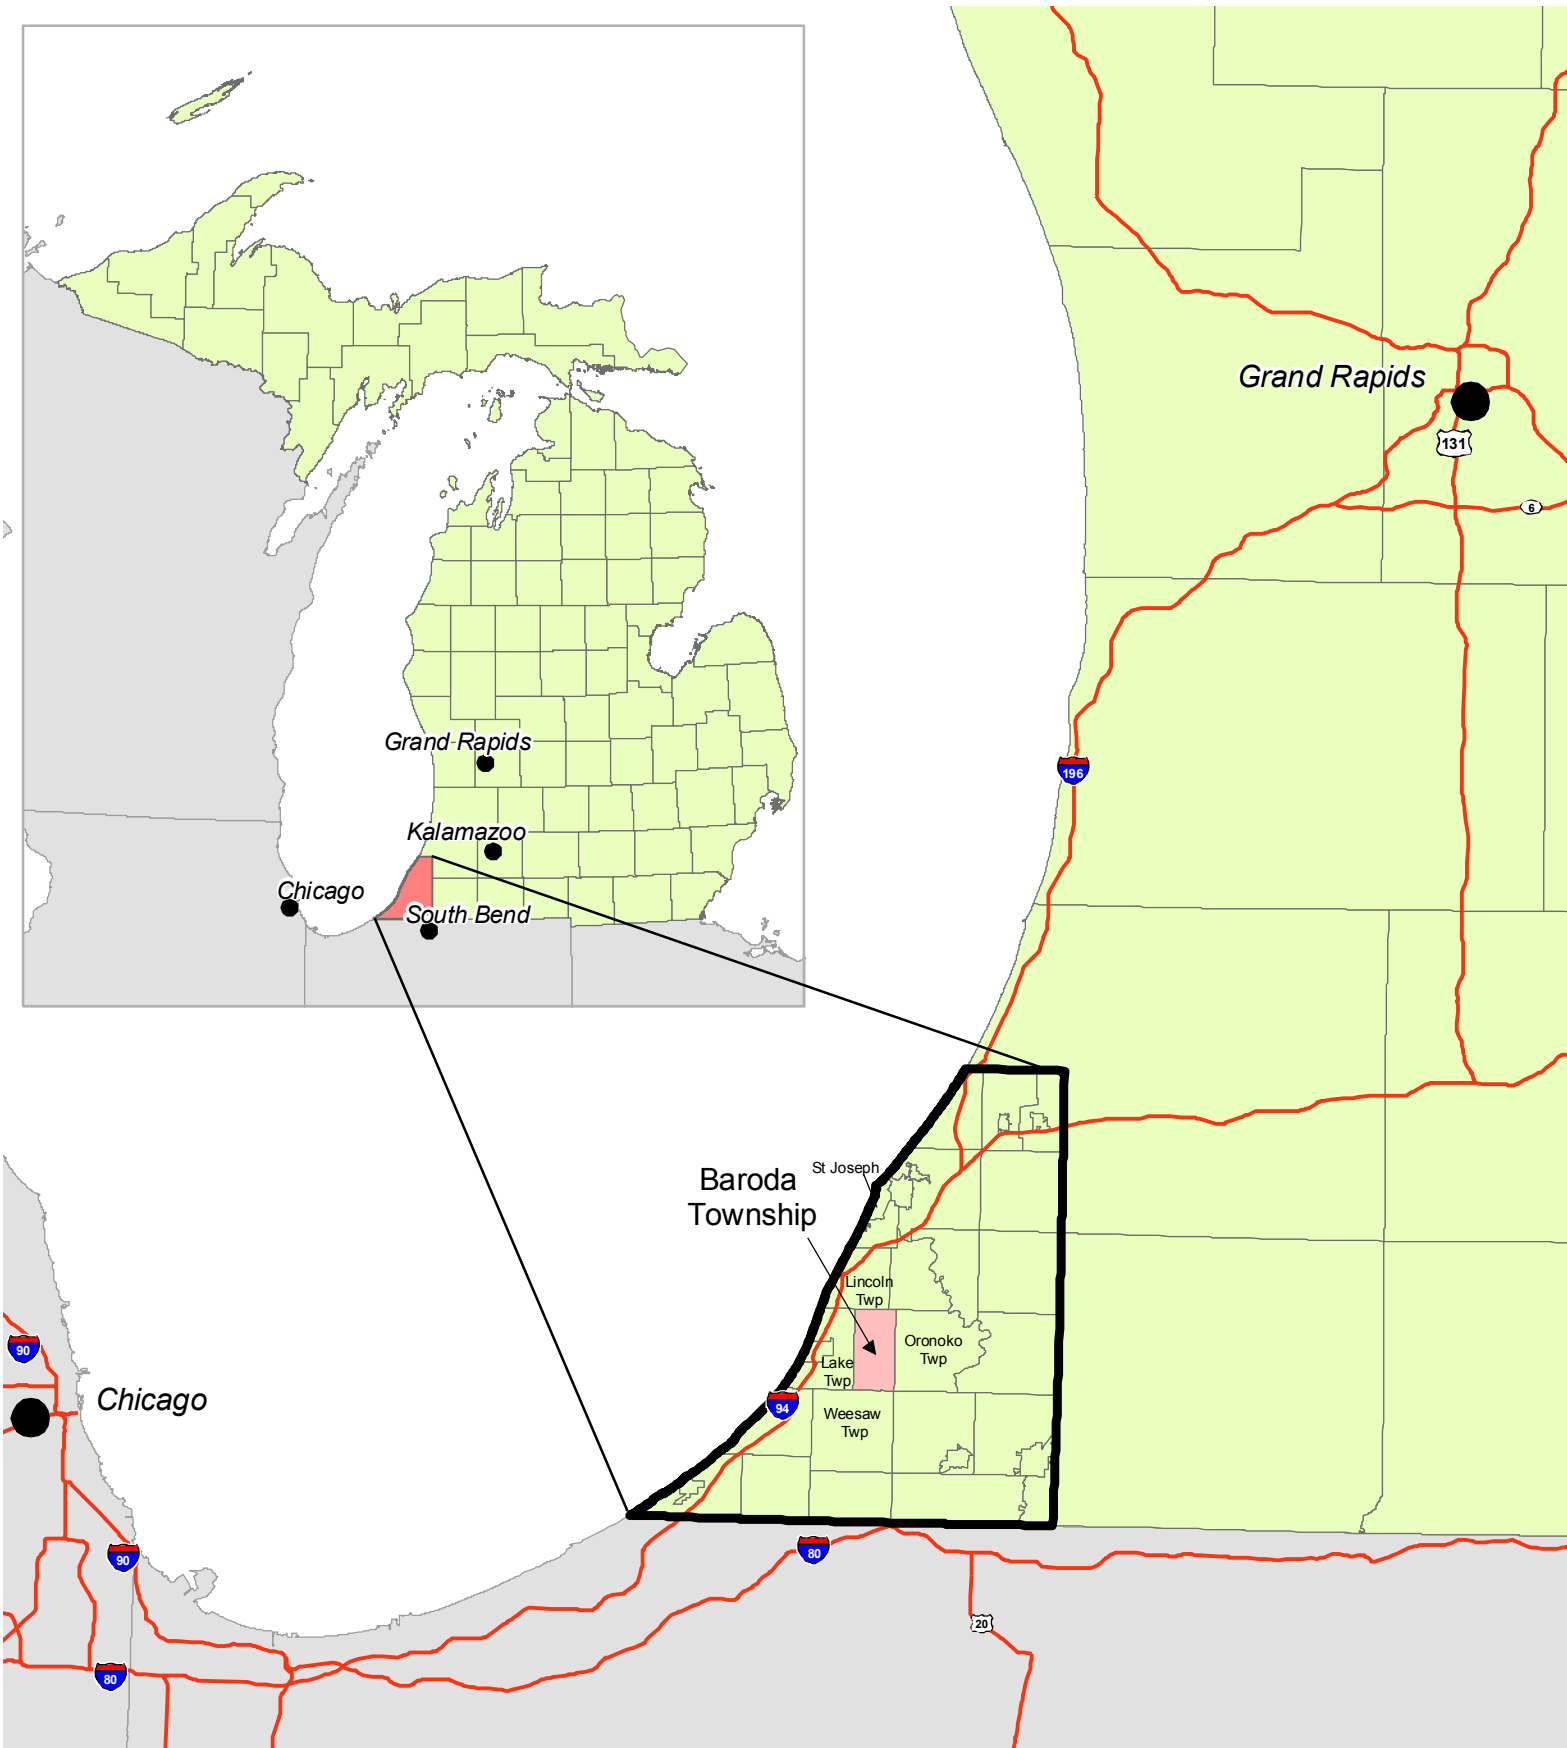 Grand Rapids
131
6
Grand Rapids
196
Kalamazoo
Chicago
South Bend
St Joseph
Baroda
Township
Lincoln
Twp
Oronoko
Twp
Lake
Twp
90
Chicago
94
Weesaw
Twp
90
80
20
80